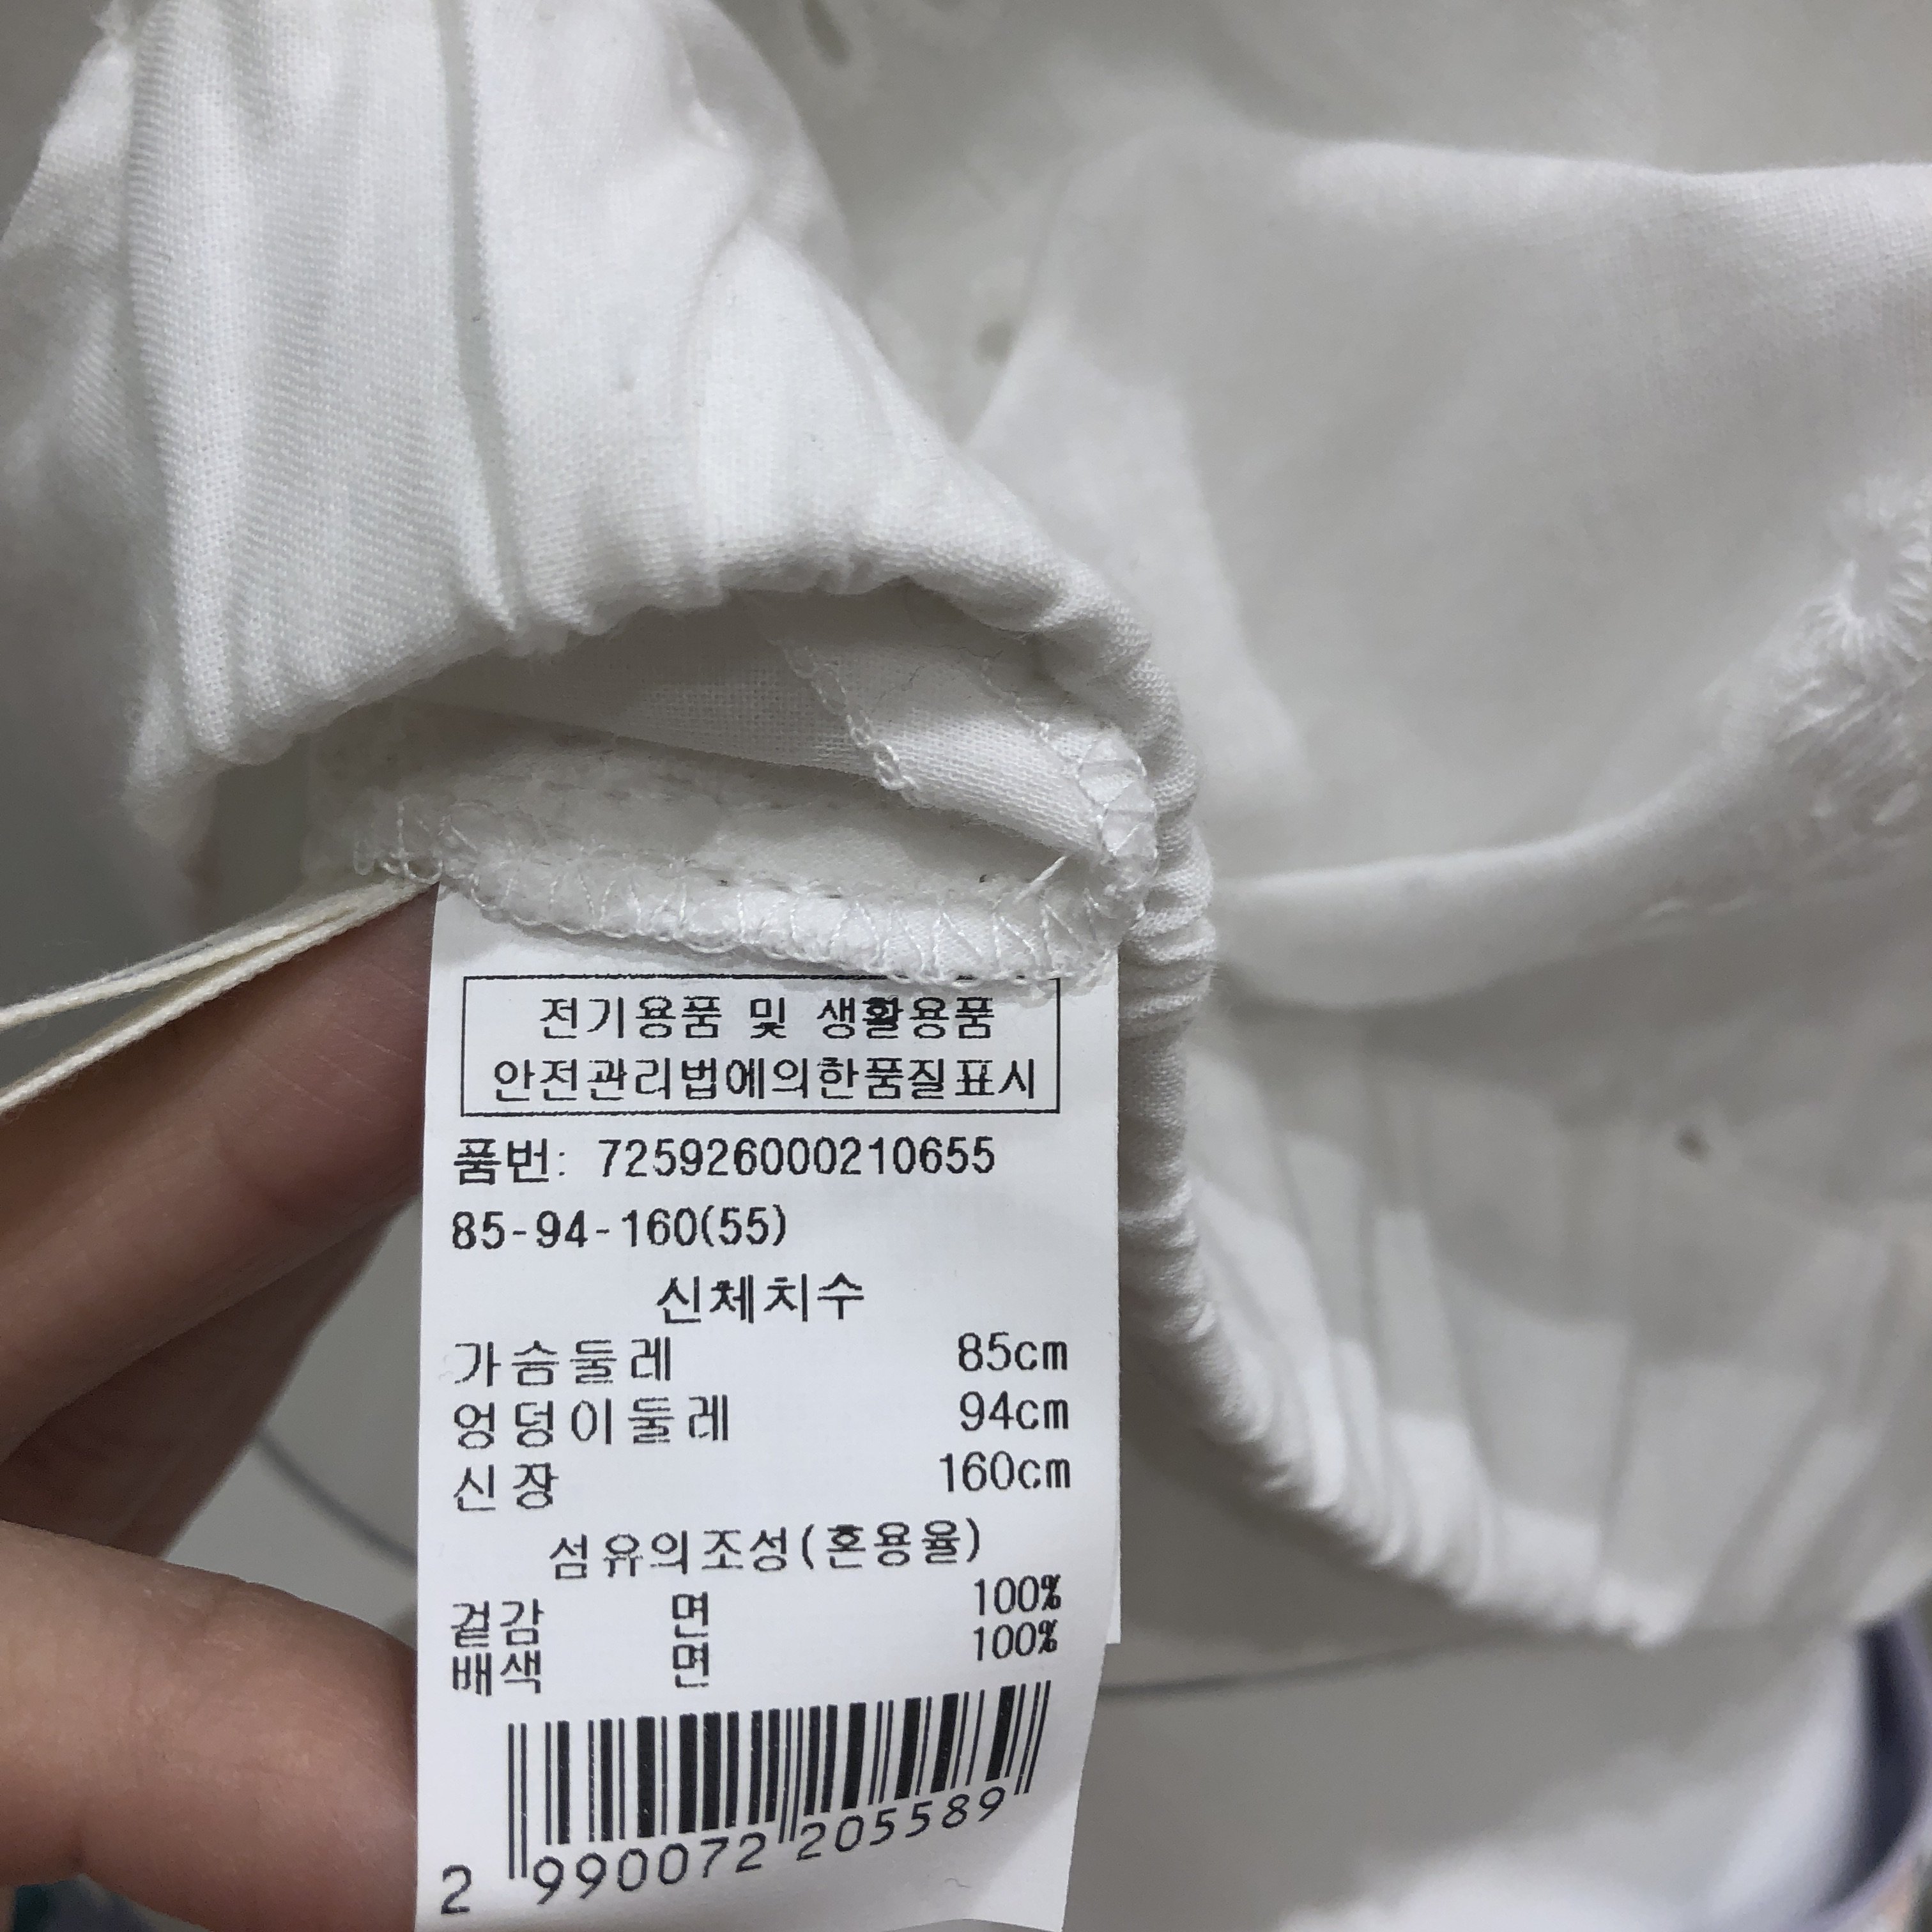 전기용품 및 생활용품
안전관리법에의한품질표시
품번: 725926000210655
85-94-160(55)
신체치수
가슴둘레 85cm
엉덩이둘레 94cm
신장 160cm
섬유의조성(혼용율)
겉감 면 100%
배색 면 100%
2 990072 205589